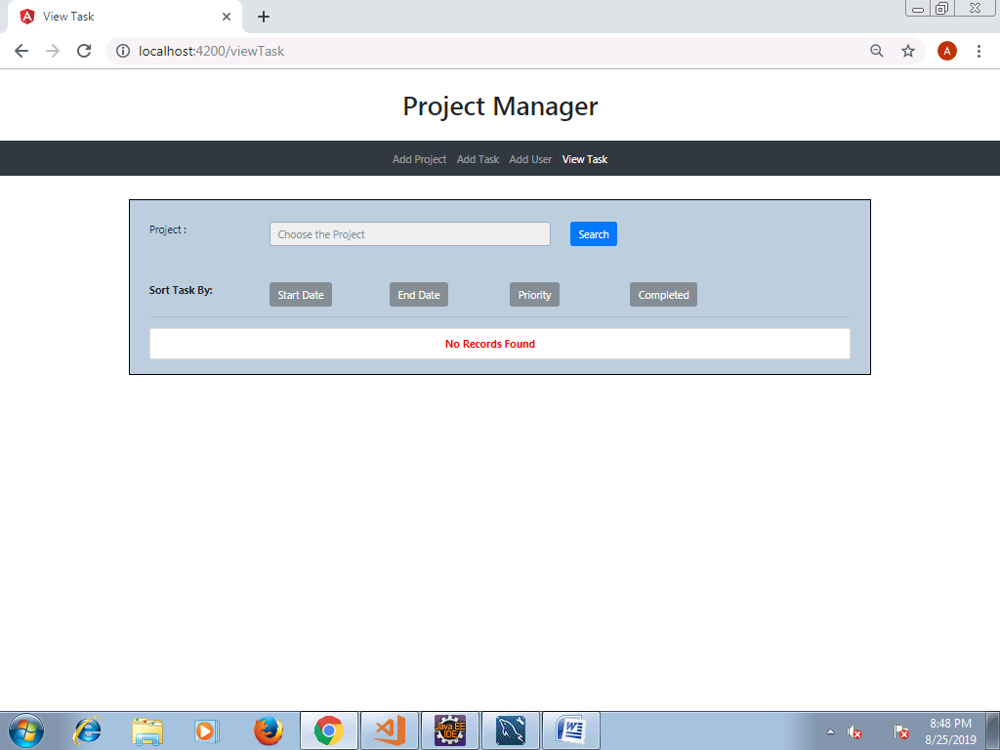 View Task
localhost:4200/viewTask
A
Project Manager
Add Project Add Task Add User View Task
Project :
Choose the Project
Search
Sort Task By:
Start Date
End Date
Priority
Completed
No Records Found
Java EE
IDE
W
8:48 PM
8/25/2019